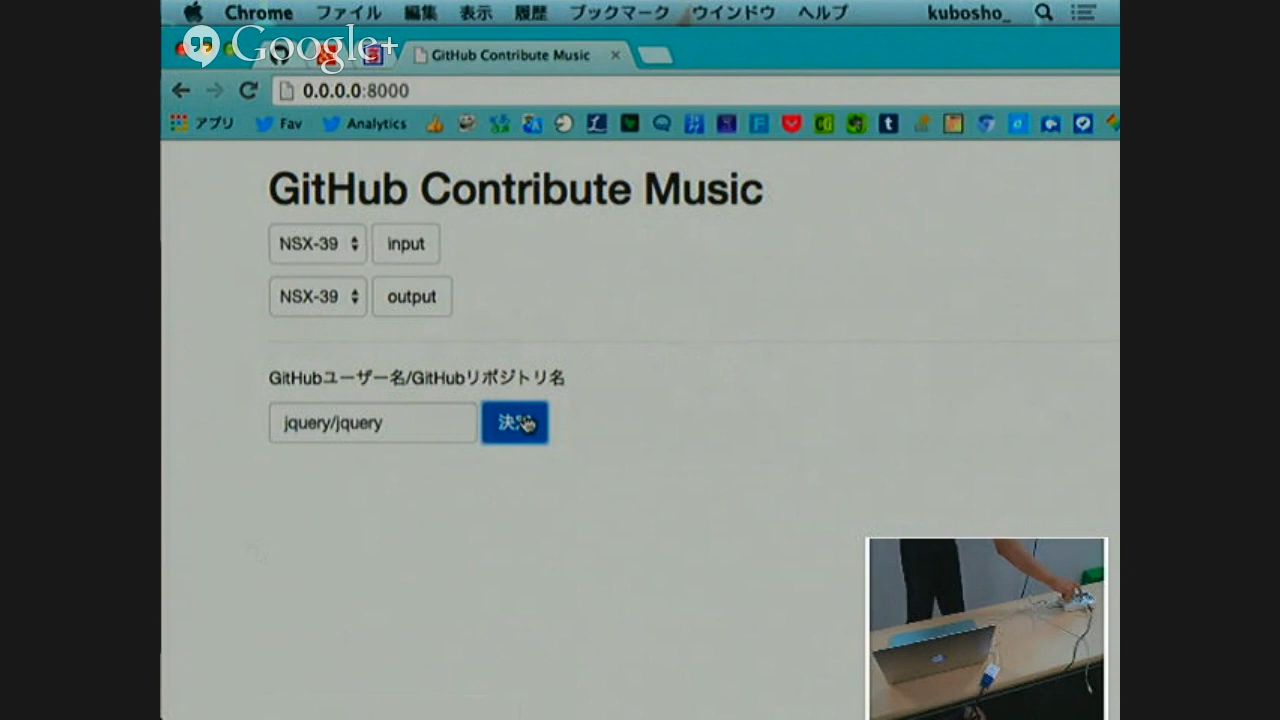 Chrome ファイル 編集 表示 履歴 ブックマーク ウインドウ ヘルプ kubosho_
Google+
GitHub Contribute Music
0.0.0.0:8000
アプリ Fav Analytics
GitHub Contribute Music
NSX-39 input
NSX-39 output
GitHubユーザー名/GitHubリポジトリ名
jquery/jquery